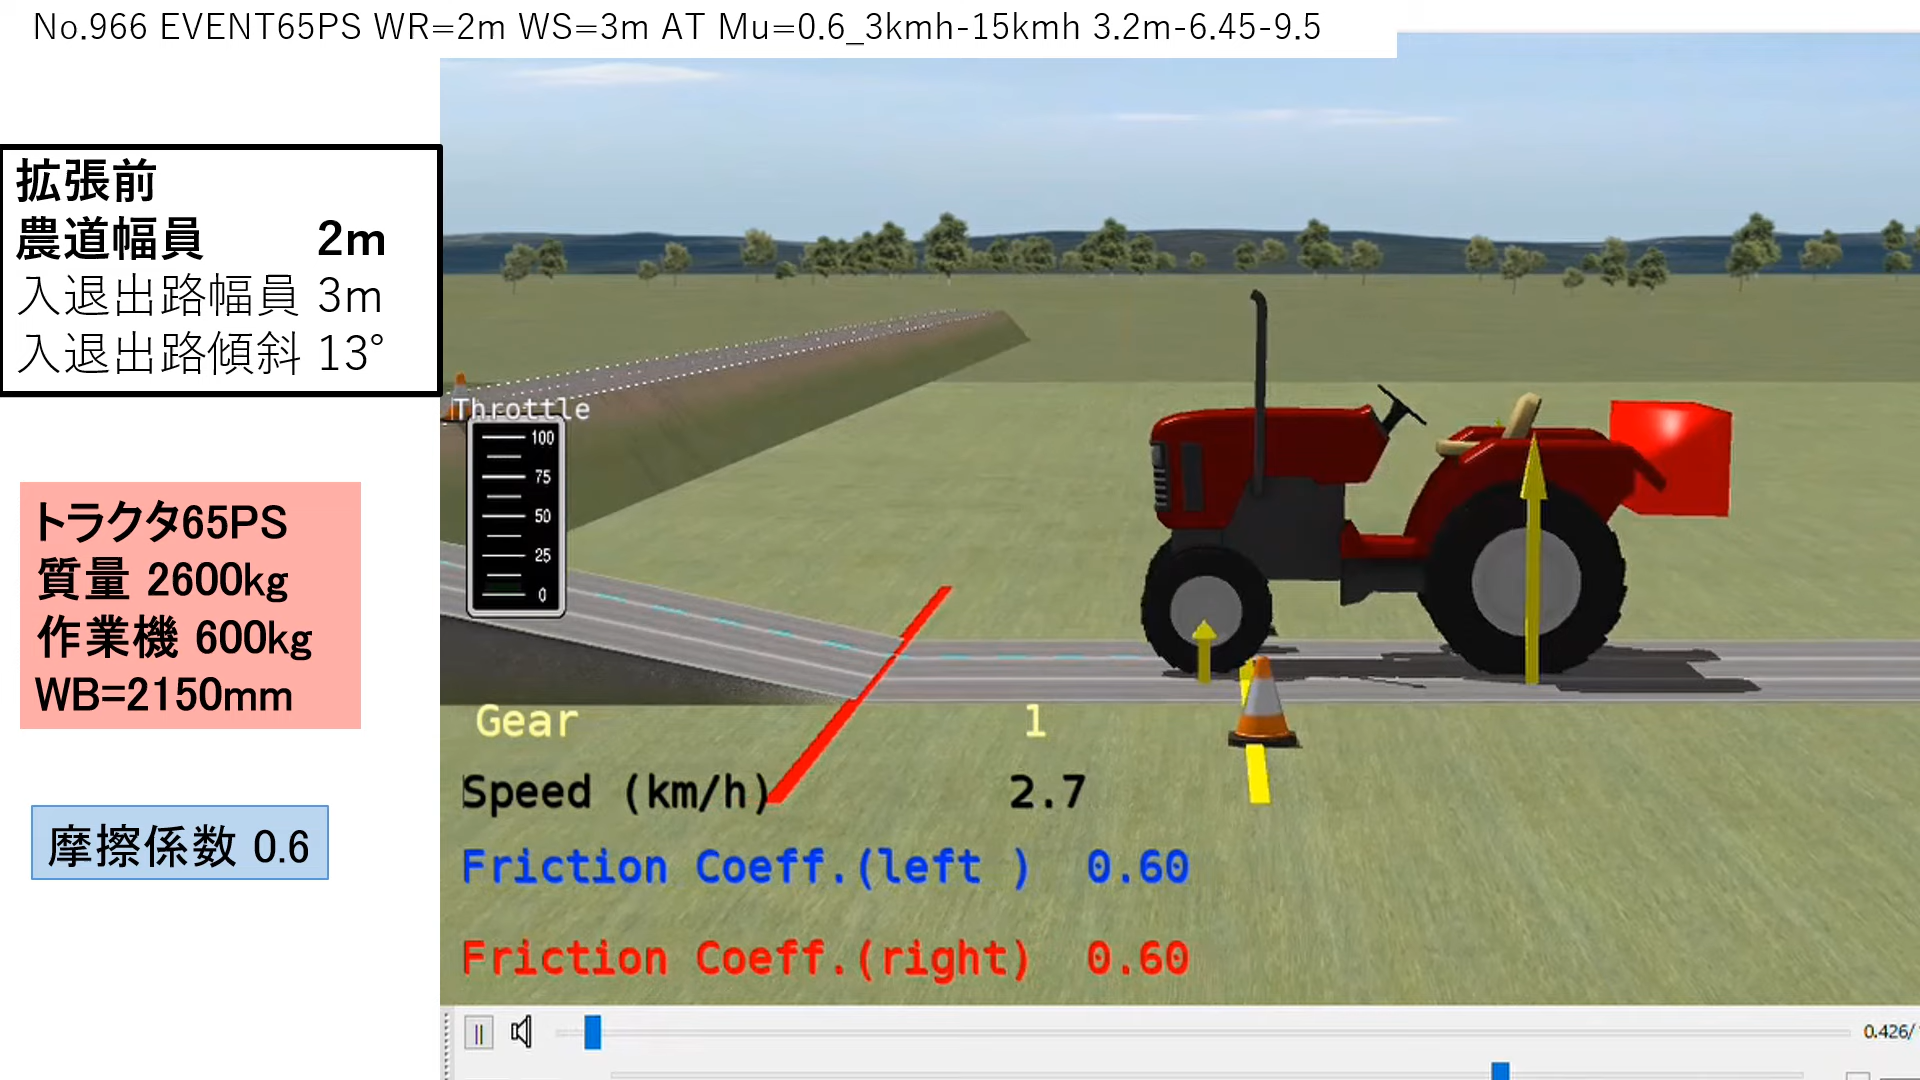 No.966 EVENT65PS WR=2m WS=3m AT Mu=0.6_3kmh-15kmh 3.2m-6.45-9.5
拡張前
農道幅員 2m
入退出路幅員 3m
入退出路傾斜 13°
トラクタ65PS
質量 2600kg
作業機 600kg
WB=2150mm
摩擦係数 0.6
Throttle
100
75
50
25
0
Gear 1
Speed (km/h) 2.7
Friction Coeff.(left ) 0.60
Friction Coeff.(right) 0.60
0.426/